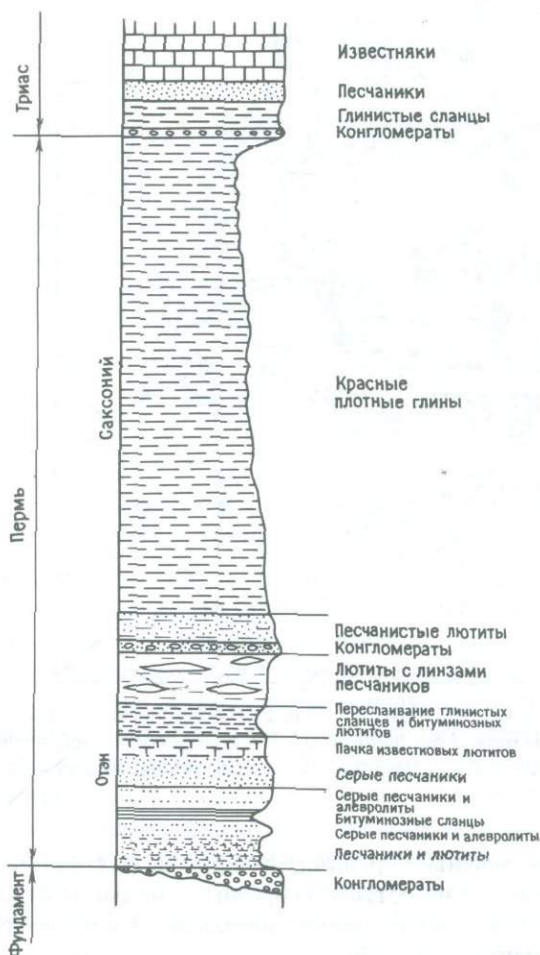 Триас
Пермь
Фундамент
Саксоний
Отэн
Известняки
Песчаники
Глинистые сланцы
Конгломераты
Красные
плотные глины
Песчанистые лютиты
Конгломераты
Лютиты с линзами
песчаников
Переслаивание глинистых
сланцев и битуминозных
лютитов
Пачка известковых лютитов
Серые песчаники
Серые песчаники и
алевролиты
Битуминозные сланцы
Серые песчаники и алевролиты
Песчаники и лютиты
Конгломераты